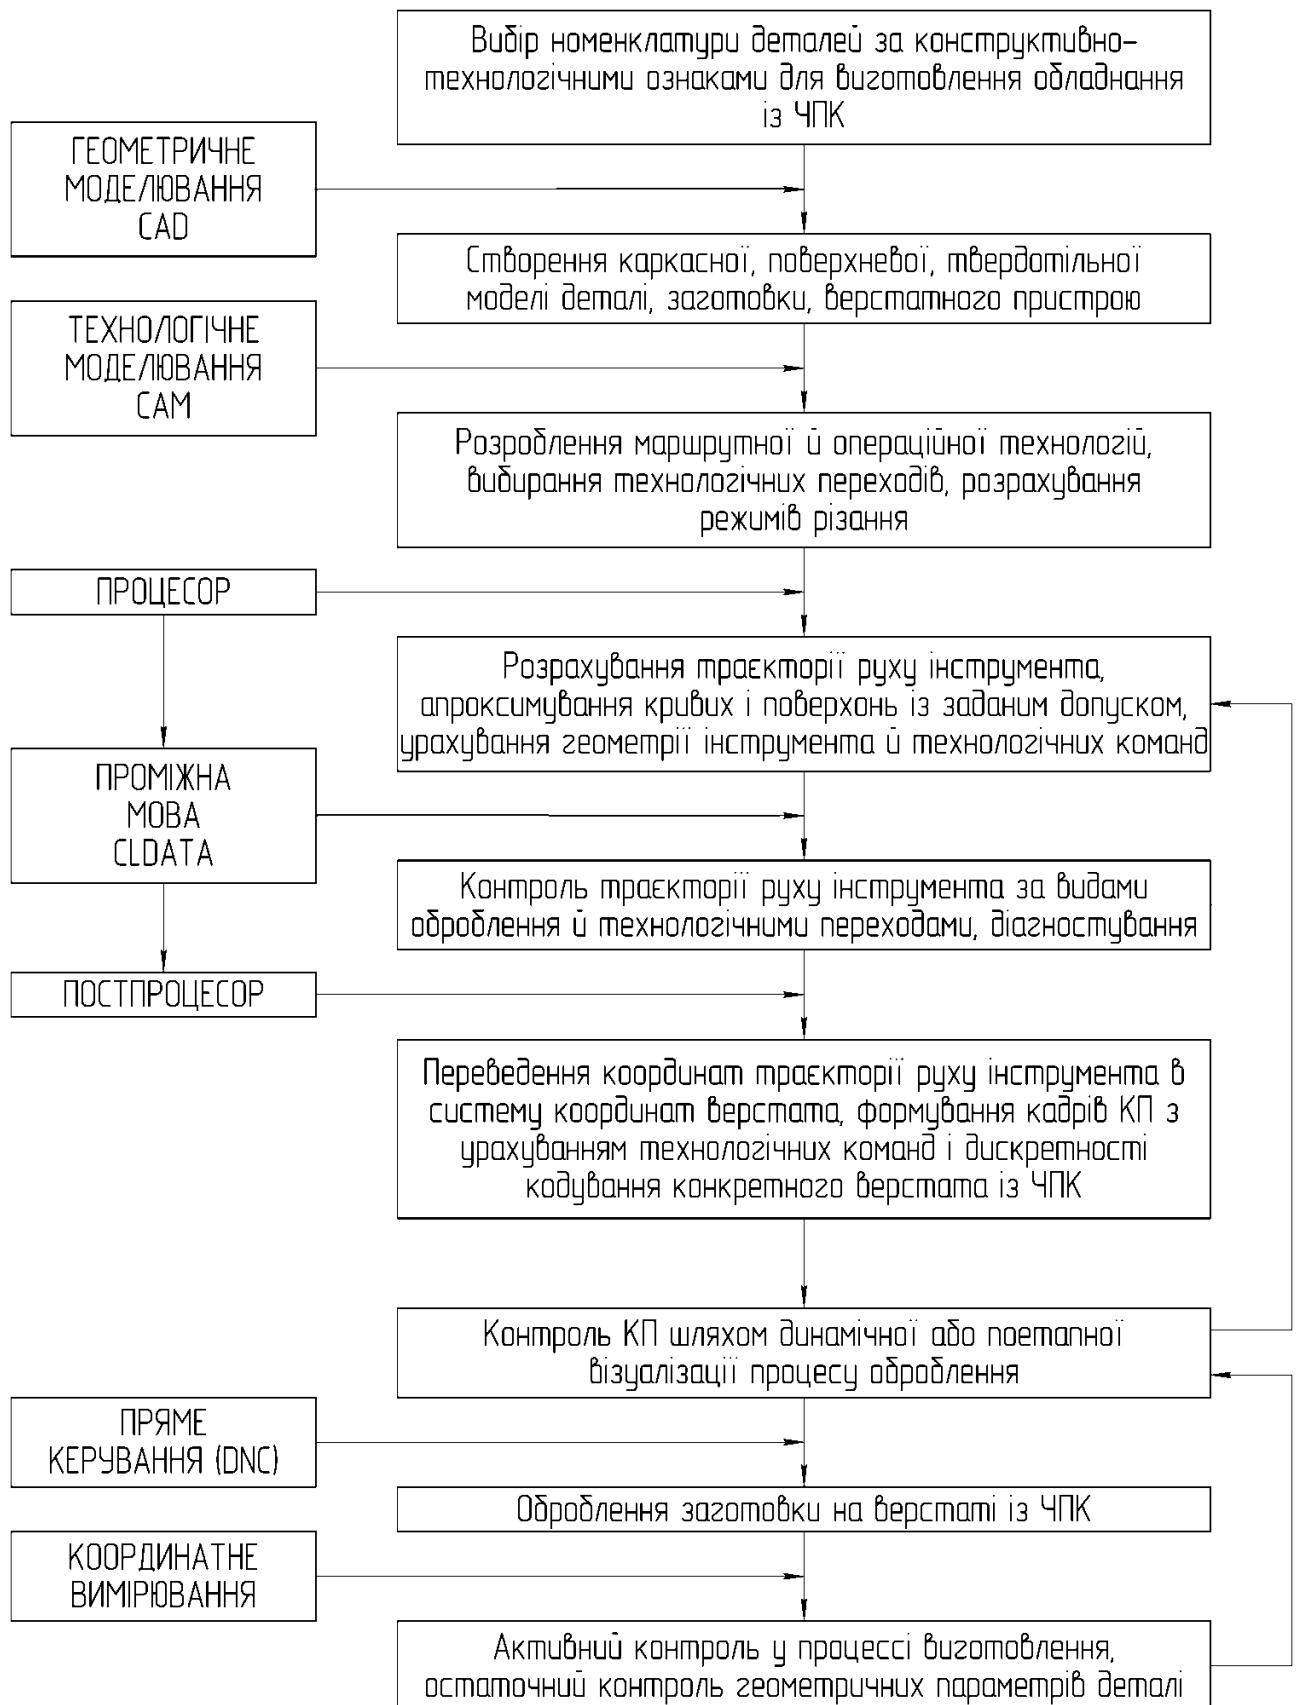 Вибір номенклатури деталей за конструктивно-
технологічними ознаками для виготовлення обладнання
із ЧПК
ГЕОМЕТРИЧНЕ
МОДЕЛЮВАННЯ
CAD
Створення каркасної, поверхневої, твердотільної
моделі деталі, заготовки, верстатного пристрою
ТЕХНОЛОГІЧНЕ
МОДЕЛЮВАННЯ
CAM
Розроблення маршрутної й операційної технологій,
вибирання технологічних переходів, розрахування
режимів різання
ПРОЦЕСОР
Розрахування траєкторії руху інструмента,
апроксимування кривих і поверхонь із заданим допуском,
урахування геометрії інструмента й технологічних команд
ПРОМІЖНА
МОВА
CLDATA
Контроль траєкторії руху інструмента за видами
оброблення й технологічними переходами, діагностування
ПОСТПРОЦЕСОР
Переведення координат траєкторії руху інструмента в
систему координат верстата, формування кадрів КП з
урахуванням технологічних команд і дискретності
кодування конкретного верстата із ЧПК
Контроль КП шляхом динамічної або поетапної
візуалізації процесу оброблення
ПРЯМЕ
КЕРУВАННЯ (DNC)
Оброблення заготовки на верстаті із ЧПК
КООРДИНАТНЕ
ВИМІРЮВАННЯ
Активний контроль у процессі виготовлення,
остаточний контроль геометричних параметрів деталі